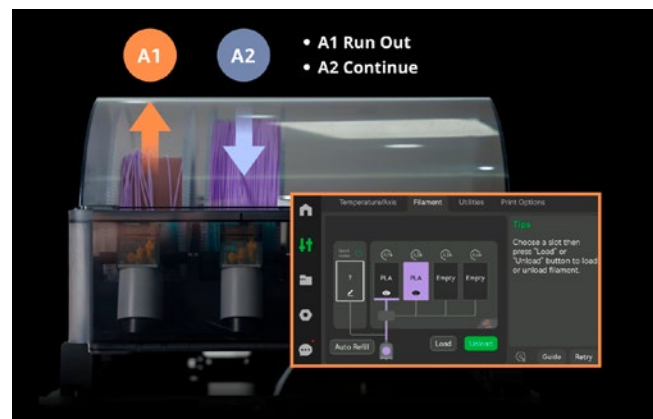 A1
A2
• A1 Run Out
• A2 Continue
Temperature/Axis
Filament
Utilities
Print Options
Tips
Choose a slot then
press "Load" or
"Unload" button to load
or unload filament.
?
PLA
PLA
Empty
Empty
Auto Refill
Load
Unload
Guide
Retry